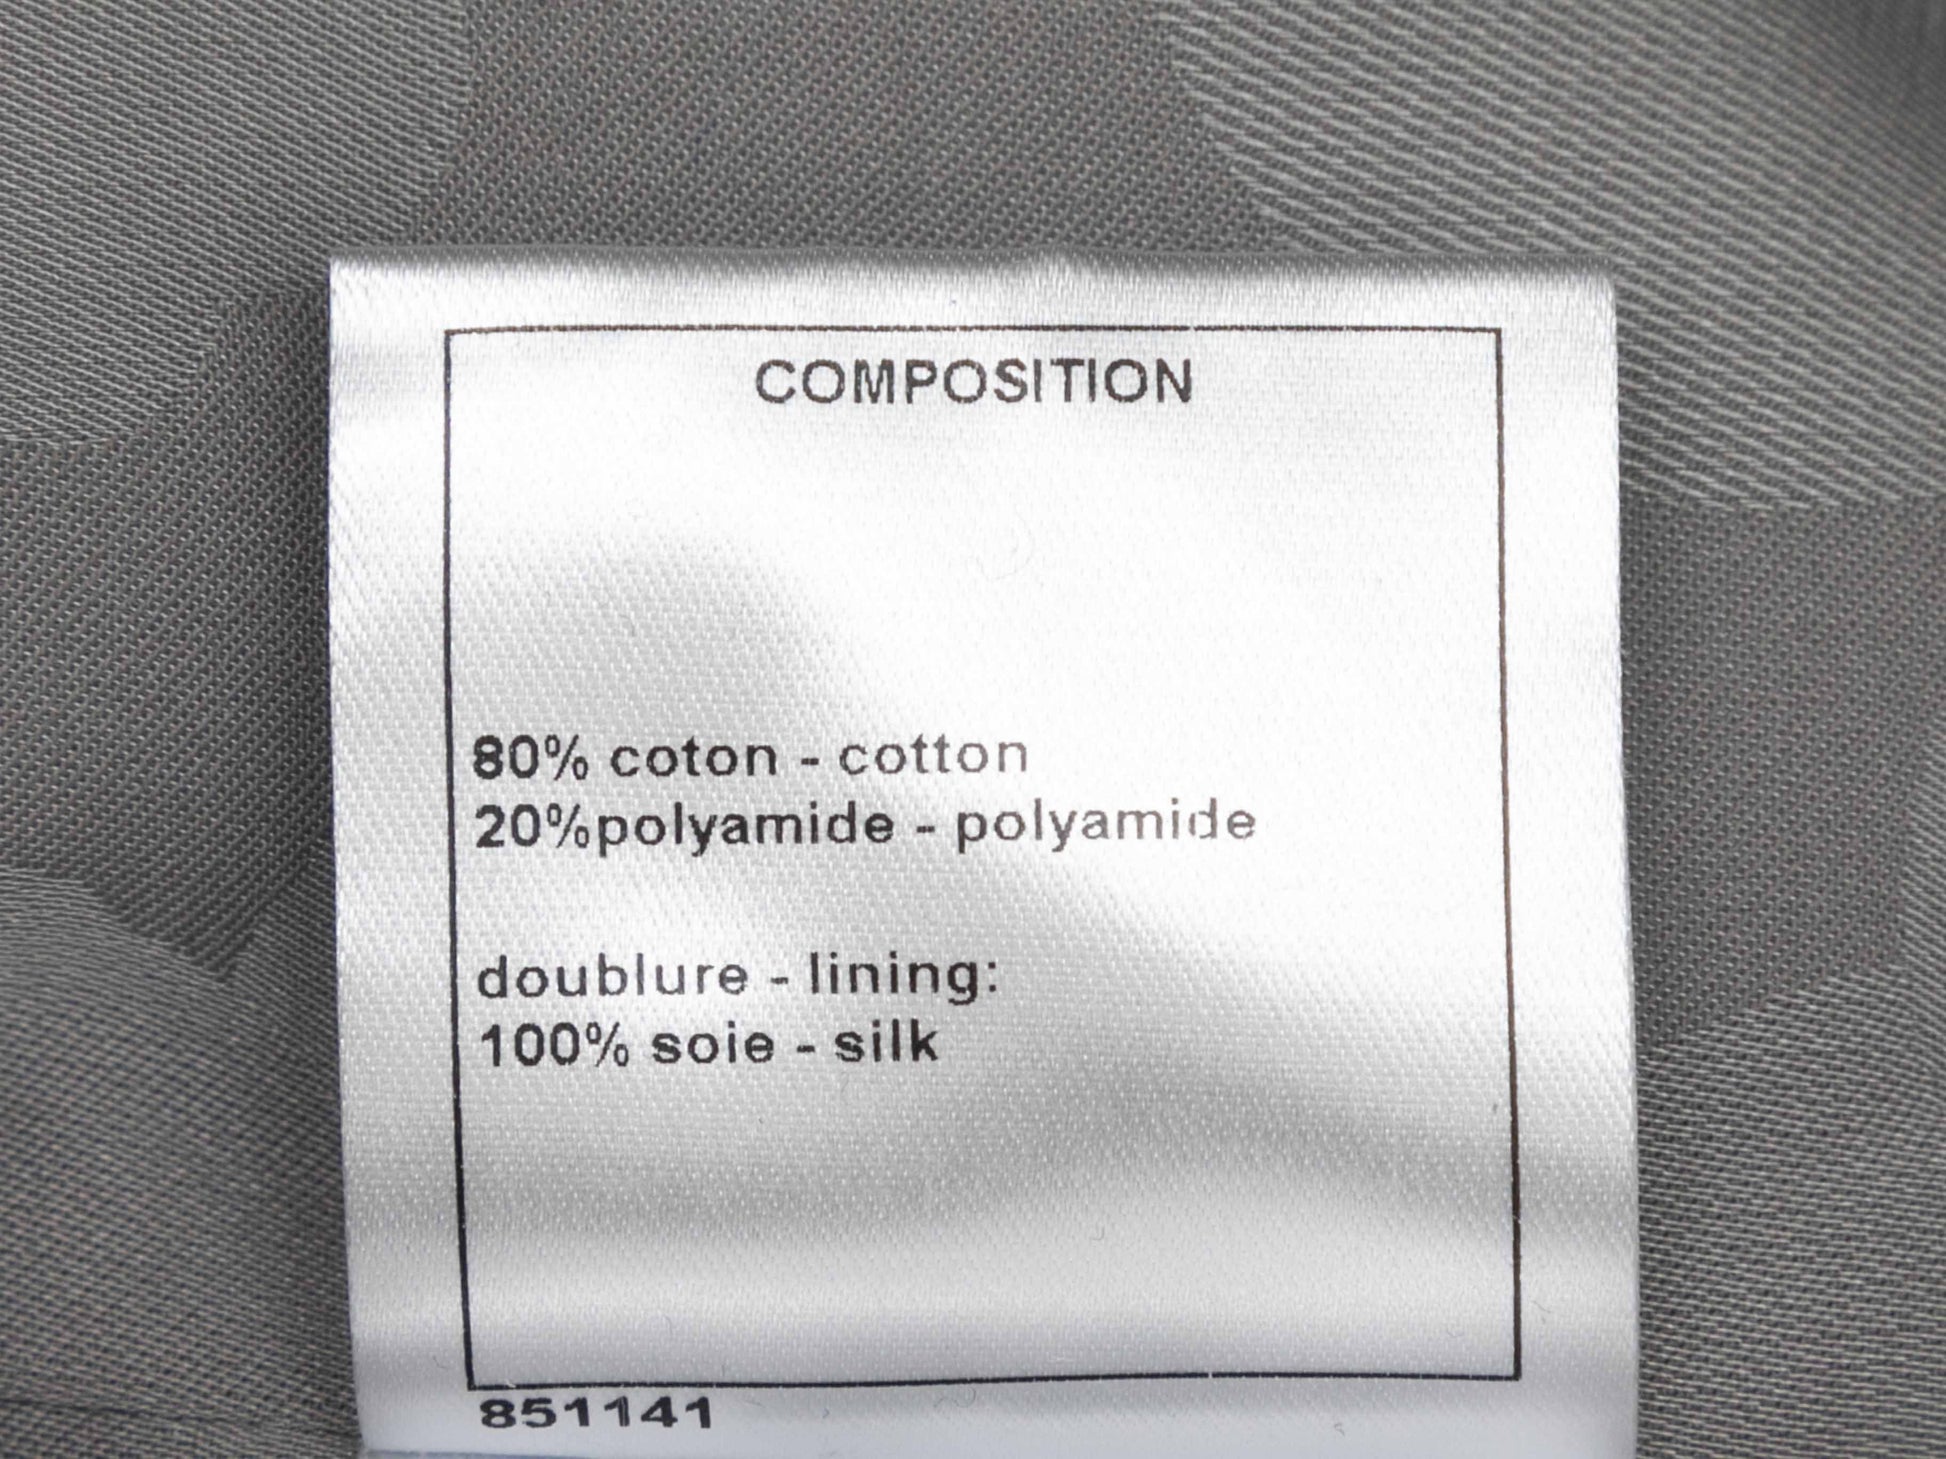 COMPOSITION
80% coton - cotton
20%polyamide - polyamide
doublure - lining:
100% soie - silk
851141